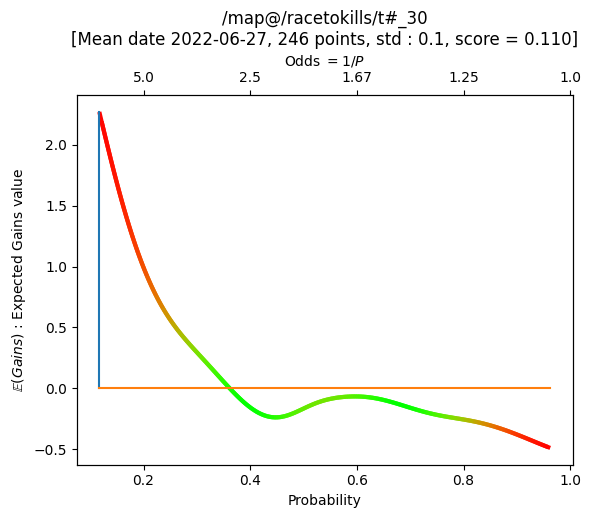 /map@/racetokills/t#_30
[Mean date 2022-06-27, 246 points, std : 0.1, score = 0.110]
Odds = 1/P
5.0 2.5 1.67 1.25 1.0
𝔼(Gains) : Expected Gains value
2.0
1.5
1.0
0.5
0.0
−0.5
0.2 0.4 0.6 0.8 1.0
Probability